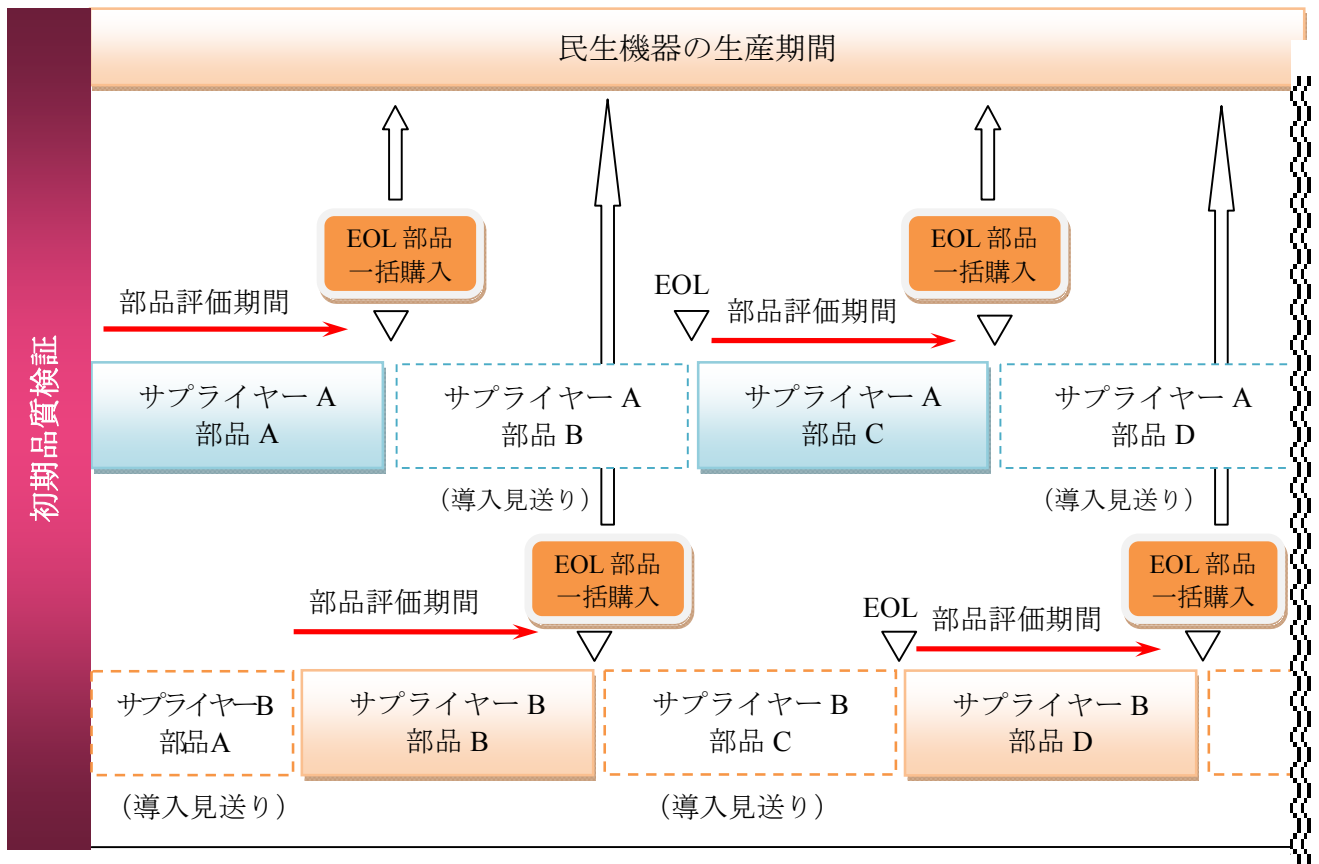 民生機器の生産期間
初期品質検証
EOL 部品
一括購入
EOL 部品
一括購入
部品評価期間
EOL
部品評価期間
サプライヤー A
部品 A
サプライヤー A
部品 B
サプライヤー A
部品 C
サプライヤー A
部品 D
（導入見送り）
（導入見送り）
EOL 部品
一括購入
EOL 部品
一括購入
部品評価期間
EOL
部品評価期間
サプライヤーB
部品A
サプライヤー B
部品 B
サプライヤー B
部品 C
サプライヤー B
部品 D
（導入見送り）
（導入見送り）